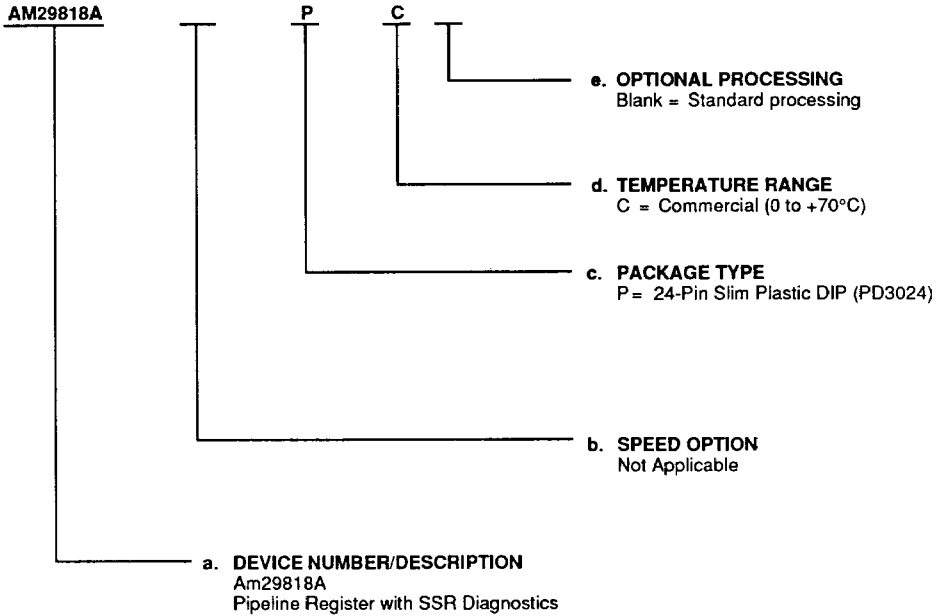 AM29818A P C
e. OPTIONAL PROCESSING
Blank = Standard processing
d. TEMPERATURE RANGE
C = Commercial (0 to +70°C)
c. PACKAGE TYPE
P = 24-Pin Slim Plastic DIP (PD3024)
b. SPEED OPTION
Not Applicable
a. DEVICE NUMBER/DESCRIPTION
Am29818A
Pipeline Register with SSR Diagnostics